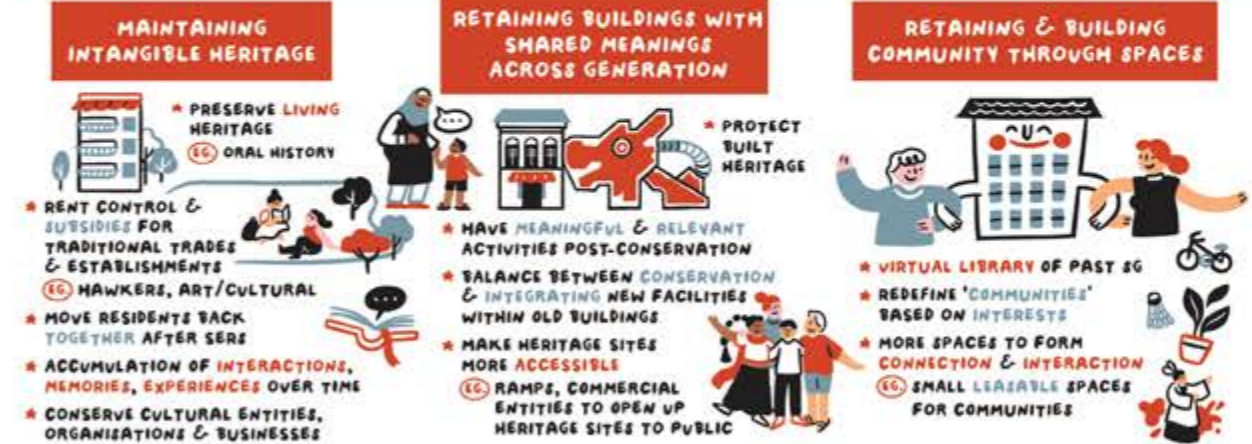 MAINTAINING
INTANGIBLE HERITAGE
* PRESERVE LIVING
HERITAGE
EG. ORAL HISTORY
* RENT CONTROL &
SUBSIDIES FOR
TRADITIONAL TRADES
& ESTABLISHMENTS
EG. HAWKERS, ART/CULTURAL
* MOVE RESIDENTS BACK
TOGETHER AFTER SERS
* ACCUMULATION OF INTERACTIONS,
MEMORIES, EXPERIENCES OVER TIME
* CONSERVE CULTURAL ENTITIES,
ORGANISATIONS & BUSINESSES
RETAINING BUILDINGS WITH
SHARED MEANINGS
ACROSS GENERATION
* PROTECT
BUILT
HERITAGE
* HAVE MEANINGFUL & RELEVANT
ACTIVITIES POST-CONSERVATION
* BALANCE BETWEEN CONSERVATION
& INTEGRATING NEW FACILITIES
WITHIN OLD BUILDINGS
* MAKE HERITAGE SITES
MORE ACCESSIBLE
EG. RAMPS, COMMERCIAL
ENTITIES TO OPEN UP
HERITAGE SITES TO PUBLIC
RETAINING & BUILDING
COMMUNITY THROUGH SPACES
* VIRTUAL LIBRARY OF PAST SG
* REDEFINE 'COMMUNITIES'
BASED ON INTERESTS
* MORE SPACES TO FORM
CONNECTION & INTERACTION
EG. SMALL LEASABLE SPACES
FOR COMMUNITIES